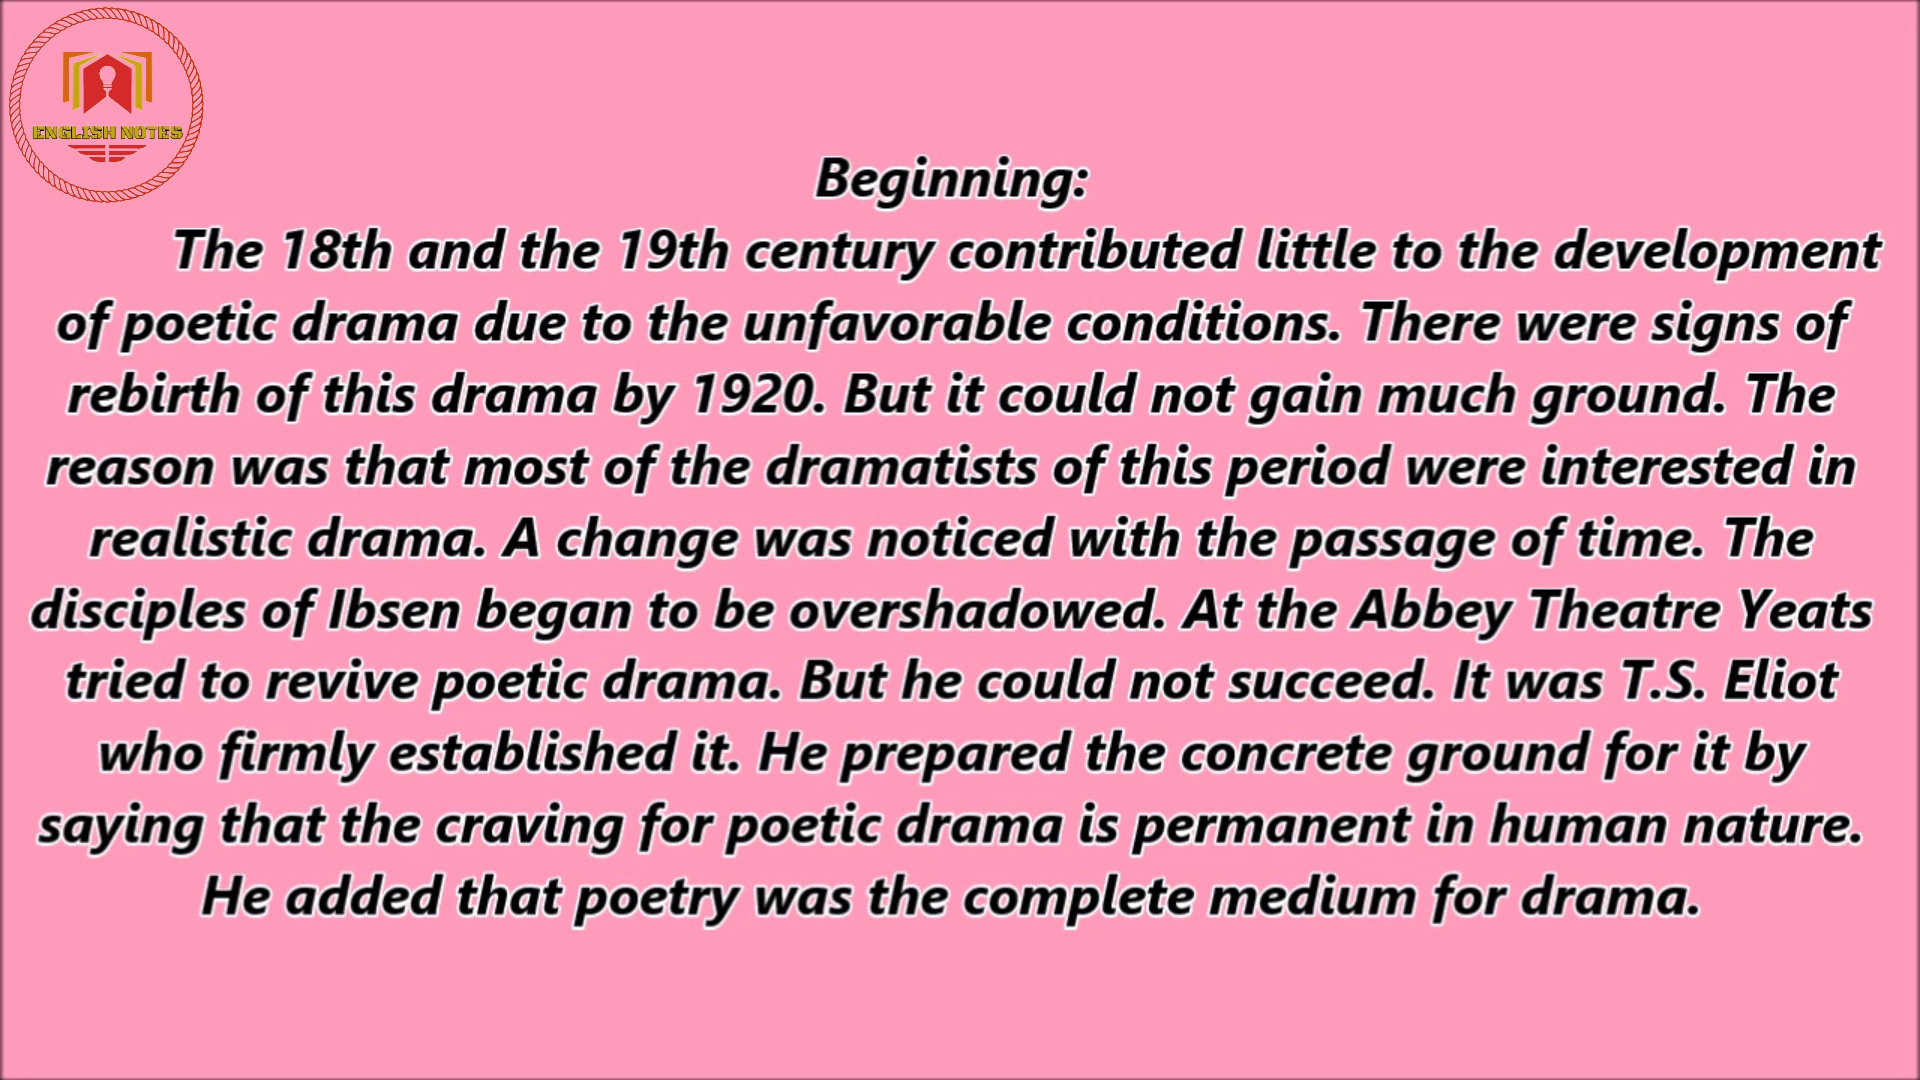 ENGLISH NOTES
Beginning:
The 18th and the 19th century contributed little to the development
of poetic drama due to the unfavorable conditions. There were signs of
rebirth of this drama by 1920. But it could not gain much ground. The
reason was that most of the dramatists of this period were interested in
realistic drama. A change was noticed with the passage of time. The
disciples of Ibsen began to be overshadowed. At the Abbey Theatre Yeats
tried to revive poetic drama. But he could not succeed. It was T.S. Eliot
who firmly established it. He prepared the concrete ground for it by
saying that the craving for poetic drama is permanent in human nature.
He added that poetry was the complete medium for drama.